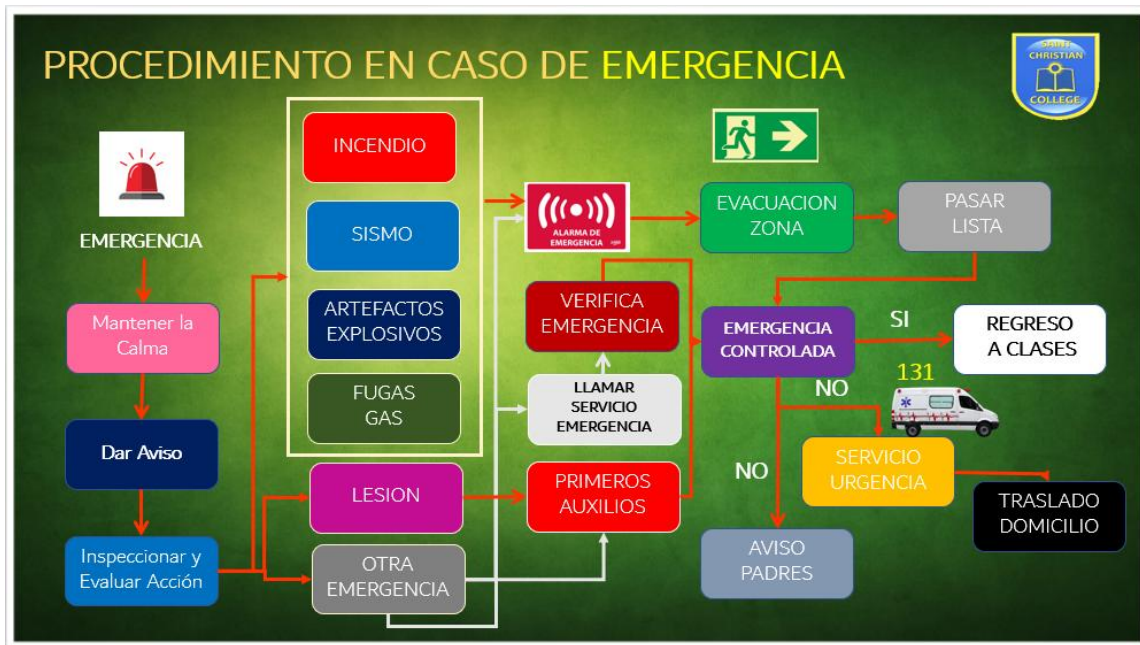 PROCEDIMIENTO EN CASO DE EMERGENCIA
SAINT
CHRISTIAN
COLLEGE
EMERGENCIA
Mantener la
Calma
Dar Aviso
Inspeccionar y
Evaluar Acción
INCENDIO
SISMO
ARTEFACTOS
EXPLOSIVOS
FUGAS
GAS
LESION
OTRA
EMERGENCIA
ALARMA DE
EMERGENCIA
VERIFICA
EMERGENCIA
LLAMAR
SERVICIO
EMERGENCIA
PRIMEROS
AUXILIOS
EVACUACION
ZONA
PASAR
LISTA
EMERGENCIA
CONTROLADA
SI
REGRESO
A CLASES
NO
131
SERVICIO
URGENCIA
TRASLADO
DOMICILIO
NO
AVISO
PADRES